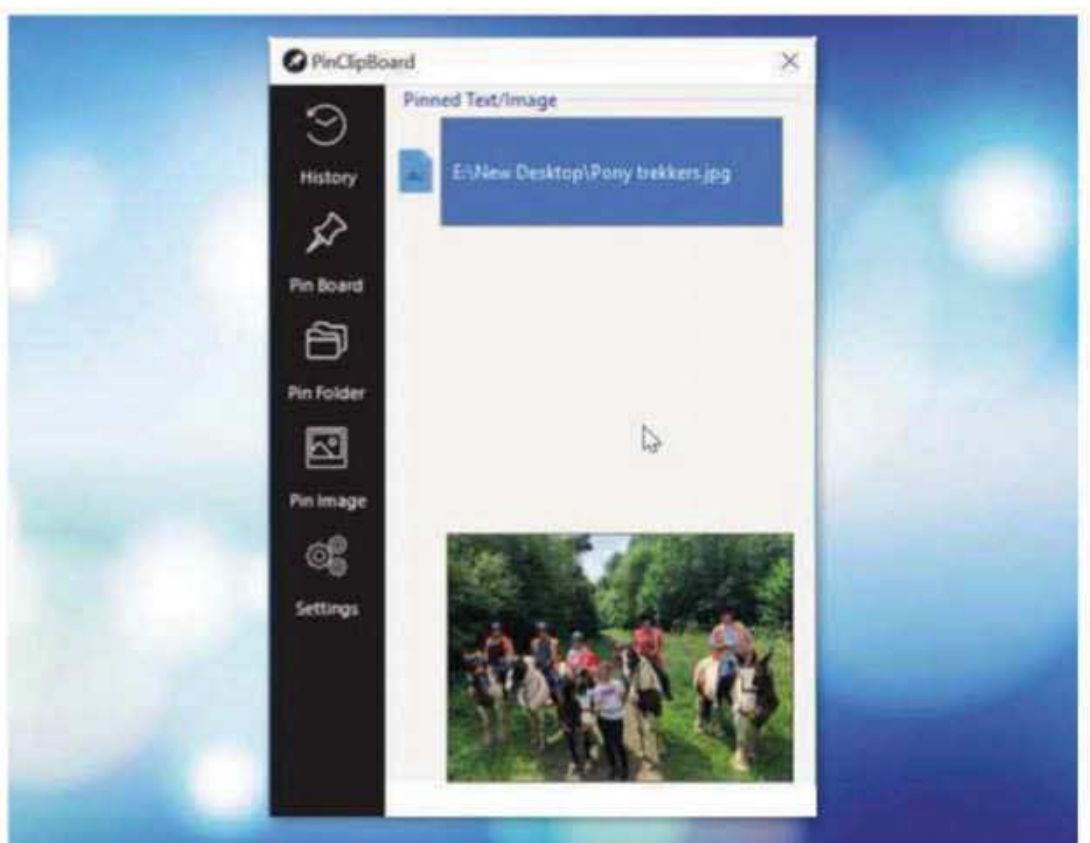 PinClipBoard
Pinned Text/Image
History
E:\New Desktop\Pony trekkers.jpg
Pin Board
Pin Folder
Pin Image
Settings